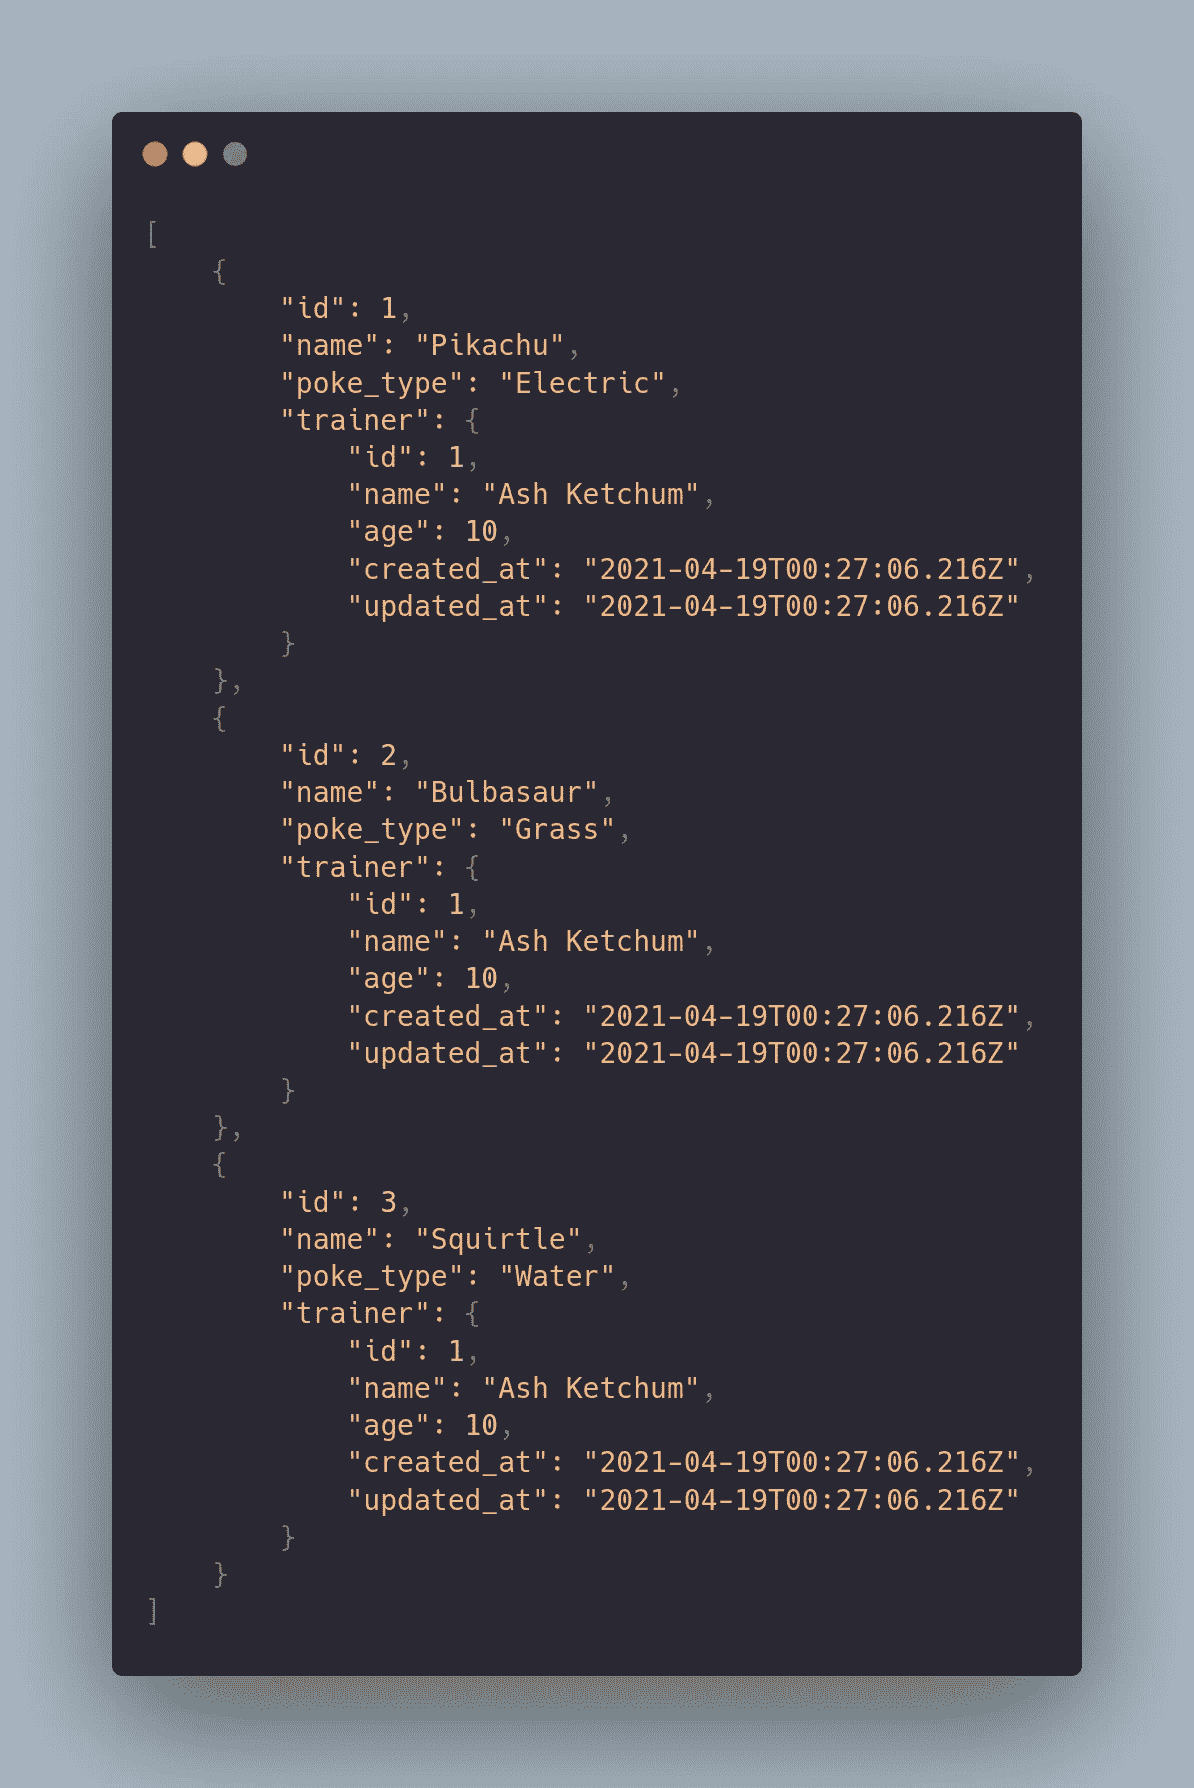 [
    {
        "id": 1,
        "name": "Pikachu",
        "poke_type": "Electric",
        "trainer": {
            "id": 1,
            "name": "Ash Ketchum",
            "age": 10,
            "created_at": "2021-04-19T00:27:06.216Z",
            "updated_at": "2021-04-19T00:27:06.216Z"
        }
    },
    {
        "id": 2,
        "name": "Bulbasaur",
        "poke_type": "Grass",
        "trainer": {
            "id": 1,
            "name": "Ash Ketchum",
            "age": 10,
            "created_at": "2021-04-19T00:27:06.216Z",
            "updated_at": "2021-04-19T00:27:06.216Z"
        }
    },
    {
        "id": 3,
        "name": "Squirtle",
        "poke_type": "Water",
        "trainer": {
            "id": 1,
            "name": "Ash Ketchum",
            "age": 10,
            "created_at": "2021-04-19T00:27:06.216Z",
            "updated_at": "2021-04-19T00:27:06.216Z"
        }
    }
]